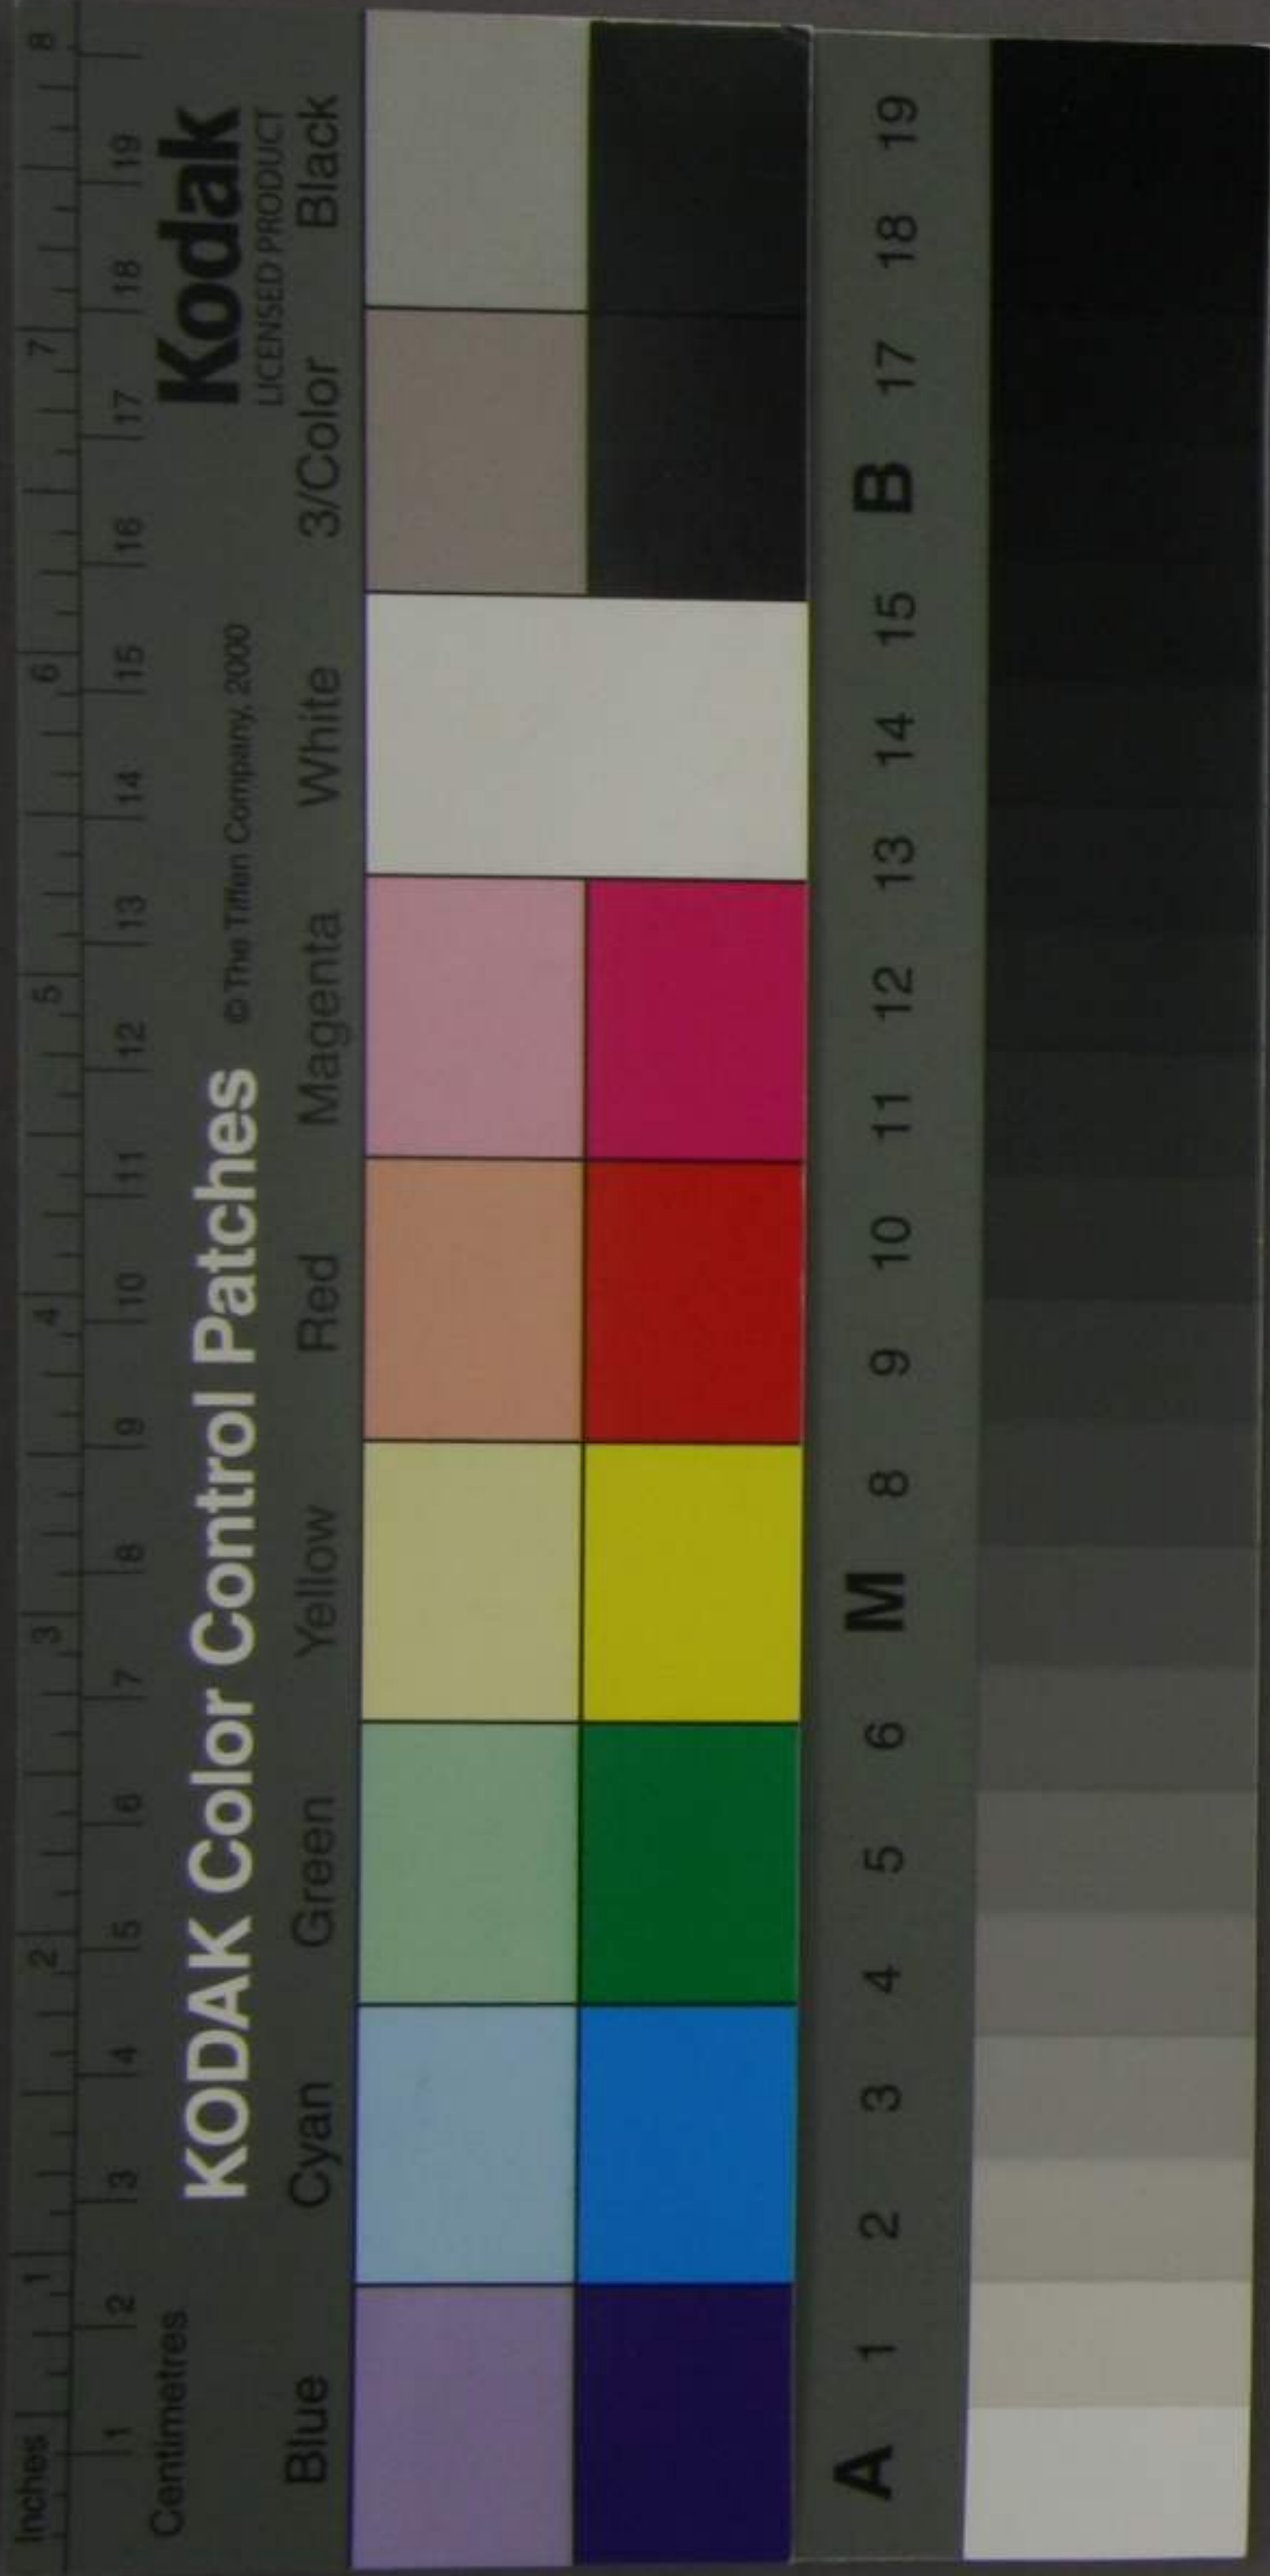 Inches 1 2 3 4 5 6 7 8
Centimetres 1 2 3 4 5 6 7 8 9 10 11 12 13 14 15 16 17 18 19
KODAK Color Control Patches © The Tiffen Company, 2000
Kodak
LICENSED PRODUCT
Blue Cyan Green Yellow Red Magenta White 3/Color Black
A 1 2 3 4 5 6 M 8 9 10 11 12 13 14 15 B 17 18 19